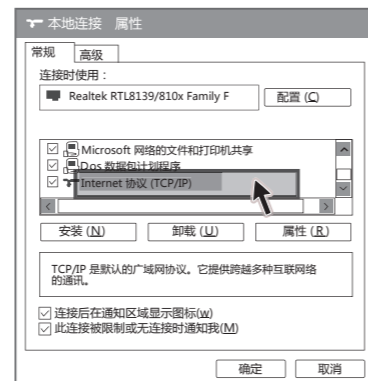 本地连接 属性
常规 高级
连接时使用：
Realtek RTL8139/810x Family F 配置 (C)
Microsoft 网络的文件和打印机共享
Dos 数据包计划程序
Internet 协议 (TCP/IP)
安装 (N) 卸载 (U) 属性 (R)
TCP/IP 是默认的广域网协议。它提供跨越多种互联网络
的通讯。
连接后在通知区域显示图标(w)
此连接被限制或无连接时通知我(M)
确定 取消